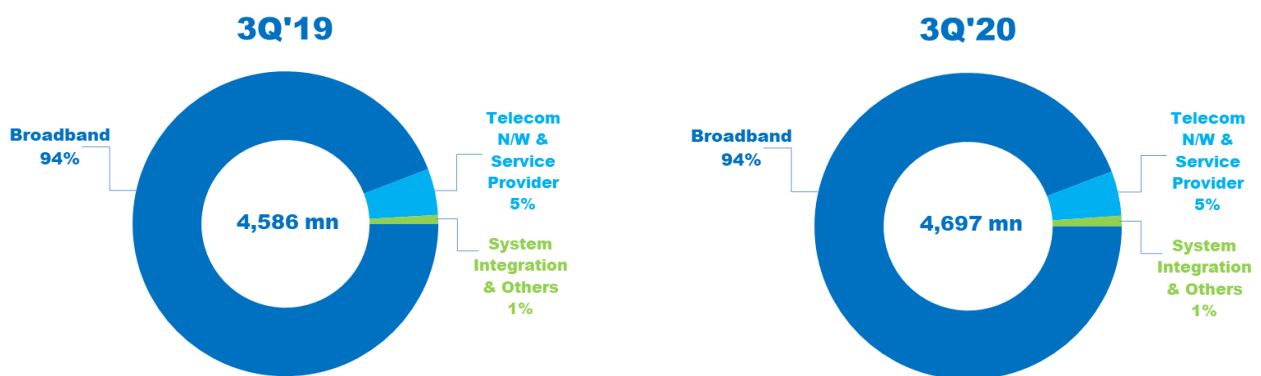 3Q'19
Broadband
94%
4,586 mn
Telecom
N/W &
Service
Provider
5%
System
Integration
& Others
1%
3Q'20
Broadband
94%
4,697 mn
Telecom
N/W &
Service
Provider
5%
System
Integration
& Others
1%